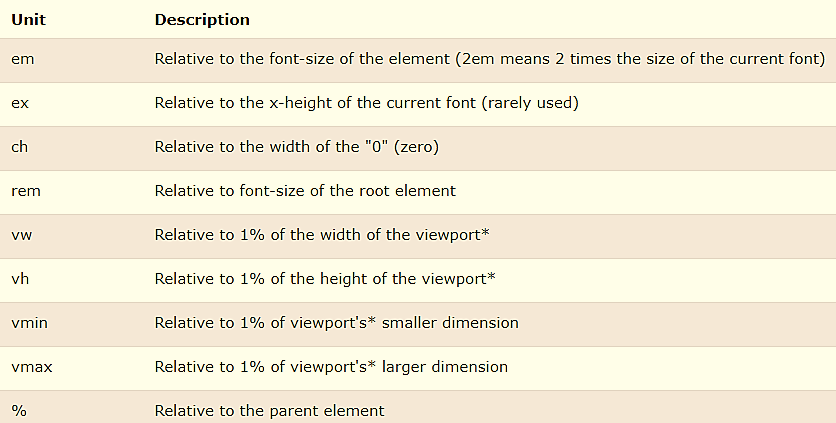 Unit Description
em Relative to the font-size of the element (2em means 2 times the size of the current font)
ex Relative to the x-height of the current font (rarely used)
ch Relative to the width of the "0" (zero)
rem Relative to font-size of the root element
vw Relative to 1% of the width of the viewport*
vh Relative to 1% of the height of the viewport*
vmin Relative to 1% of viewport's* smaller dimension
vmax Relative to 1% of viewport's* larger dimension
% Relative to the parent element